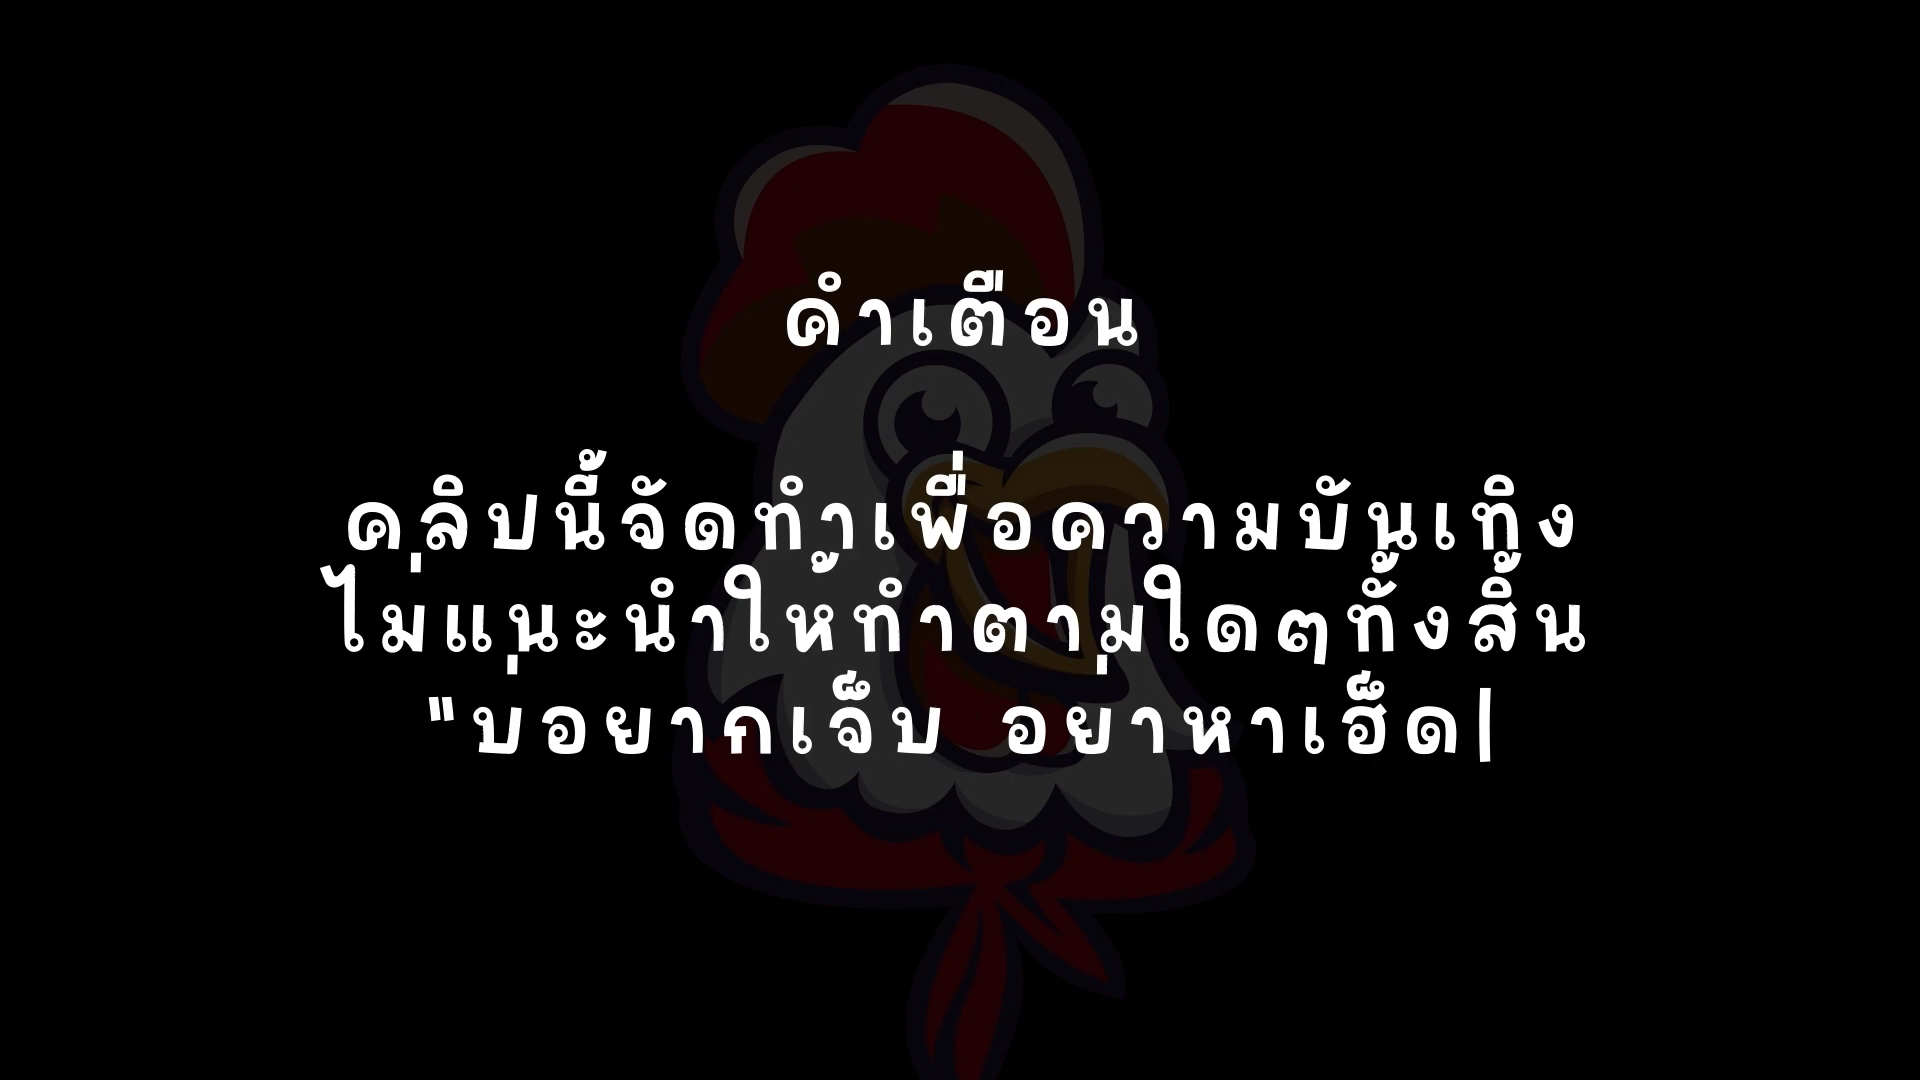 คำเตือน
คลิปนี้จัดทำเพื่อความบันเทิง
ไม่แนะนำให้ทำตามใดๆทั้งสิ้น
"บ่อยากเจ็บ อย่าหาเฮ็ด|